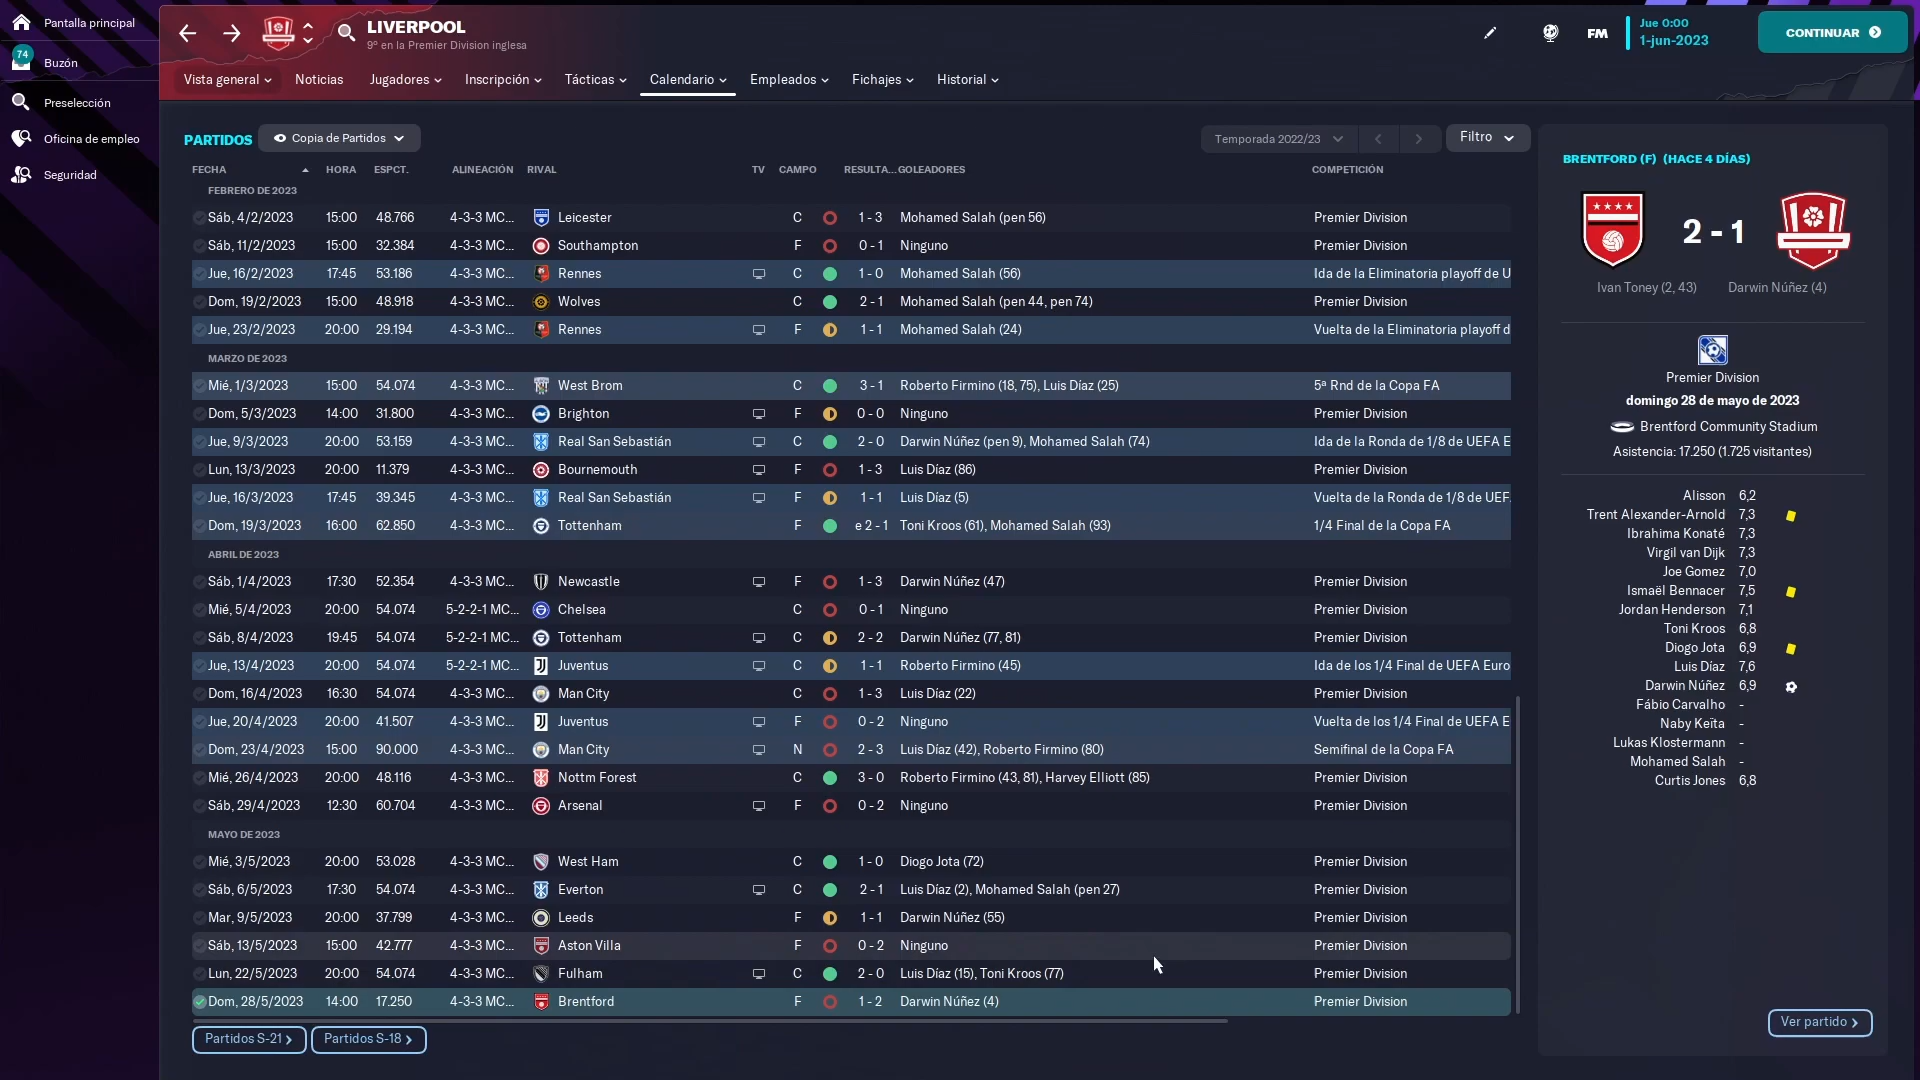 Pantalla principal
74
Buzón
Preselección
Oficina de empleo
Seguridad
LIVERPOOL
9º en la Premier Division inglesa
FM
Jue 0:00
1-jun-2023
CONTINUAR
Vista general Noticias Jugadores Inscripción Tácticas Calendario Empleados Fichajes Historial
PARTIDOS Copia de Partidos Temporada 2022/23 Filtro
FECHA HORA ESPCT. ALINEACIÓN RIVAL TV CAMPO RESULTA... GOLEADORES COMPETICIÓN
FEBRERO DE 2023
Sáb, 4/2/2023 15:00 48.766 4-3-3 MC... Leicester C 1 - 3 Mohamed Salah (pen 56) Premier Division
Sáb, 11/2/2023 15:00 32.384 4-3-3 MC... Southampton F 0 - 1 Ninguno Premier Division
Jue, 16/2/2023 17:45 53.186 4-3-3 MC... Rennes C 1 - 0 Mohamed Salah (56) Ida de la Eliminatoria playoff de U
Dom, 19/2/2023 15:00 48.918 4-3-3 MC... Wolves C 2 - 1 Mohamed Salah (pen 44, pen 74) Premier Division
Jue, 23/2/2023 20:00 29.194 4-3-3 MC... Rennes F 1 - 1 Mohamed Salah (24) Vuelta de la Eliminatoria playoff d
MARZO DE 2023
Mié, 1/3/2023 15:00 54.074 4-3-3 MC... West Brom C 3 - 1 Roberto Firmino (18, 75), Luis Díaz (25) 5ª Rnd de la Copa FA
Dom, 5/3/2023 14:00 31.800 4-3-3 MC... Brighton F 0 - 0 Ninguno Premier Division
Jue, 9/3/2023 20:00 53.159 4-3-3 MC... Real San Sebastián C 2 - 0 Darwin Núñez (pen 9), Mohamed Salah (74) Ida de la Ronda de 1/8 de UEFA E
Lun, 13/3/2023 20:00 11.379 4-3-3 MC... Bournemouth F 1 - 3 Luis Díaz (86) Premier Division
Jue, 16/3/2023 17:45 39.345 4-3-3 MC... Real San Sebastián F 1 - 1 Luis Díaz (5) Vuelta de la Ronda de 1/8 de UEF
Dom, 19/3/2023 16:00 62.850 4-3-3 MC... Tottenham F e 2 - 1 Toni Kroos (61), Mohamed Salah (93) 1/4 Final de la Copa FA
ABRIL DE 2023
Sáb, 1/4/2023 17:30 52.354 4-3-3 MC... Newcastle F 1 - 3 Darwin Núñez (47) Premier Division
Mié, 5/4/2023 20:00 54.074 5-2-2-1 MC... Chelsea C 0 - 1 Ninguno Premier Division
Sáb, 8/4/2023 19:45 54.074 5-2-2-1 MC... Tottenham C 2 - 2 Darwin Núñez (77, 81) Premier Division
Jue, 13/4/2023 20:00 54.074 5-2-2-1 MC... Juventus C 1 - 1 Roberto Firmino (45) Ida de los 1/4 Final de UEFA Euro
Dom, 16/4/2023 16:30 54.074 4-3-3 MC... Man City C 1 - 3 Luis Díaz (22) Premier Division
Jue, 20/4/2023 20:00 41.507 4-3-3 MC... Juventus F 0 - 2 Ninguno Vuelta de los 1/4 Final de UEFA E
Dom, 23/4/2023 15:00 90.000 4-3-3 MC... Man City N 2 - 3 Luis Díaz (42), Roberto Firmino (80) Semifinal de la Copa FA
Mié, 26/4/2023 20:00 48.116 4-3-3 MC... Nottm Forest C 3 - 0 Roberto Firmino (43, 81), Harvey Elliott (85) Premier Division
Sáb, 29/4/2023 12:30 60.704 4-3-3 MC... Arsenal F 0 - 2 Ninguno Premier Division
MAYO DE 2023
Mié, 3/5/2023 20:00 53.028 4-3-3 MC... West Ham C 1 - 0 Diogo Jota (72) Premier Division
Sáb, 6/5/2023 17:30 54.074 4-3-3 MC... Everton C 2 - 1 Luis Díaz (2), Mohamed Salah (pen 27) Premier Division
Mar, 9/5/2023 20:00 37.799 4-3-3 MC... Leeds F 1 - 1 Darwin Núñez (55) Premier Division
Sáb, 13/5/2023 15:00 42.777 4-3-3 MC... Aston Villa F 0 - 2 Ninguno Premier Division
Lun, 22/5/2023 20:00 54.074 4-3-3 MC... Fulham C 2 - 0 Luis Díaz (15), Toni Kroos (77) Premier Division
Dom, 28/5/2023 14:00 17.250 4-3-3 MC... Brentford F 1 - 2 Darwin Núñez (4) Premier Division
Partidos S-21 Partidos S-18
BRENTFORD (F) (HACE 4 DÍAS)
2 - 1
Ivan Toney (2, 43) Darwin Núñez (4)
Premier Division
domingo 28 de mayo de 2023
Brentford Community Stadium
Asistencia: 17.250 (1.725 visitantes)
Alisson 6,2
Trent Alexander-Arnold 7,3
Ibrahima Konaté 7,3
Virgil van Dijk 7,3
Joe Gomez 7,0
Ismaël Bennacer 7,5
Jordan Henderson 7,1
Toni Kroos 6,8
Diogo Jota 6,9
Luis Díaz 7,6
Darwin Núñez 6,9
Fábio Carvalho -
Naby Keïta -
Lukas Klostermann -
Mohamed Salah -
Curtis Jones 6,8
Ver partido